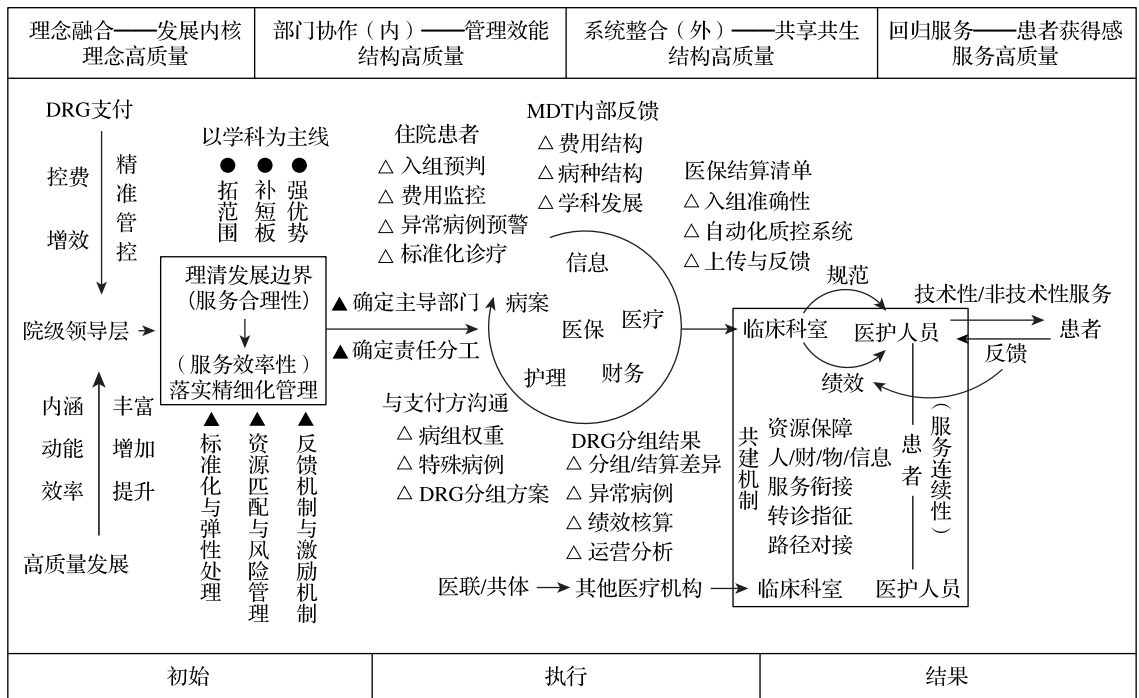 理念融合——发展内核
理念高质量
部门协作（内）——管理效能
结构高质量
系统整合（外）——共享共生
结构高质量
回归服务——患者获得感
服务高质量
DRG支付
控费
增效
精准管控
院级领导层
内涵
动能
效率
丰富
增加
提升
高质量发展
以学科为主线
●
●
●
拓范围
补短板
强优势
理清发展边界
(服务合理性)
（服务效率性）
落实精细化管理
▲
▲
▲
标准化与弹性处理
资源匹配与风险管理
反馈机制与激励机制
▲确定主导部门
▲确定责任分工
住院患者
△ 入组预判
△ 费用监控
△ 异常病例预警
△ 标准化诊疗
MDT内部反馈
△ 费用结构
△ 病种结构
△ 学科发展
医保结算清单
△ 入组准确性
△ 自动化质控系统
△ 上传与反馈
信息
病案
医保
医疗
护理
财务
与支付方沟通
△ 病组权重
△ 特殊病例
△ DRG分组方案
DRG分组结果
△ 分组/结算差异
△ 异常病例
△ 绩效核算
△ 运营分析
医联/共体
其他医疗机构
规范
临床科室
医护人员
绩效
技术性/非技术性服务
患者
反馈
共建机制
资源保障
人/财/物/信息
服务衔接
转诊指征
路径对接
患者
（服务连续性）
临床科室
医护人员
初始
执行
结果